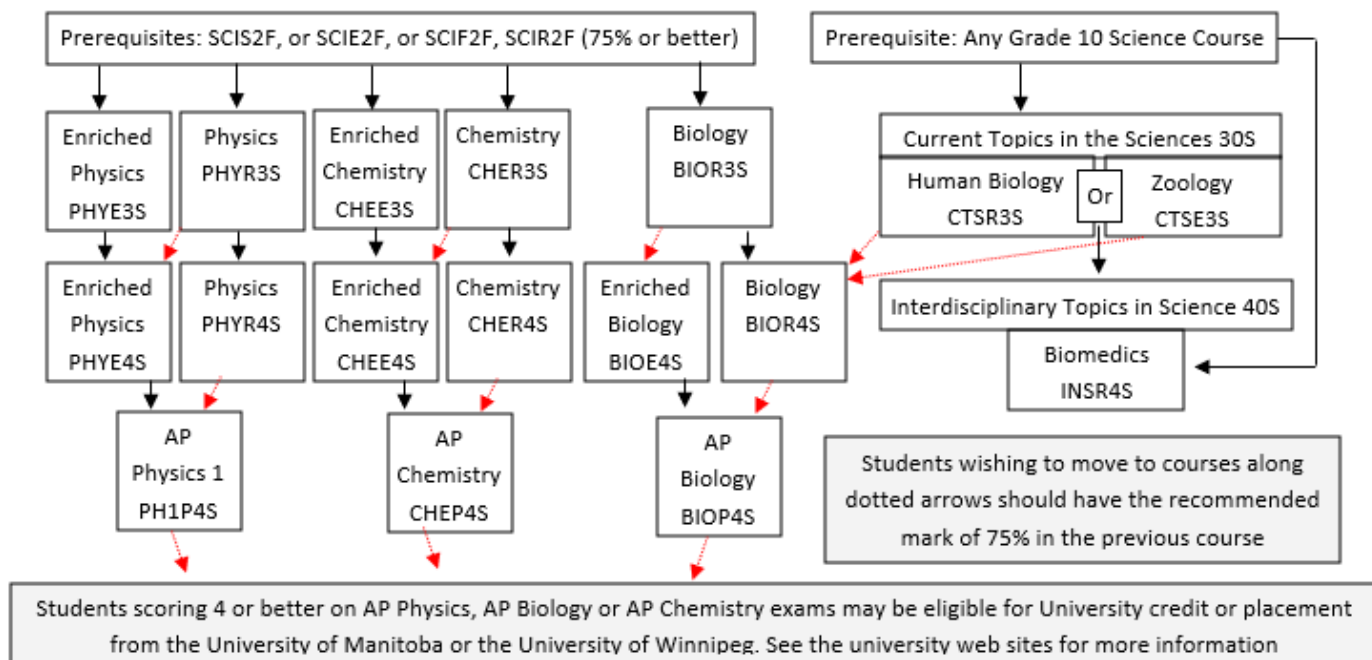 Prerequisites: SCIS2F, or SCIE2F, or SCIF2F, SCIR2F (75% or better)
Prerequisite: Any Grade 10 Science Course
Enriched
Physics
PHYE3S
Physics
PHYR3S
Enriched
Chemistry
CHEE3S
Chemistry
CHER3S
Biology
BIOR3S
Current Topics in the Sciences 30S
Human Biology
CTSR3S
Or
Zoology
CTSE3S
Enriched
Physics
PHYE4S
Physics
PHYR4S
Enriched
Chemistry
CHEE4S
Chemistry
CHER4S
Enriched
Biology
BIOE4S
Biology
BIOR4S
Interdisciplinary Topics in Science 40S
Biomedics
INSR4S
AP
Physics 1
PH1P4S
AP
Chemistry
CHEP4S
AP
Biology
BIOP4S
Students wishing to move to courses along
dotted arrows should have the recommended
mark of 75% in the previous course
Students scoring 4 or better on AP Physics, AP Biology or AP Chemistry exams may be eligible for University credit or placement
from the University of Manitoba or the University of Winnipeg. See the university web sites for more information